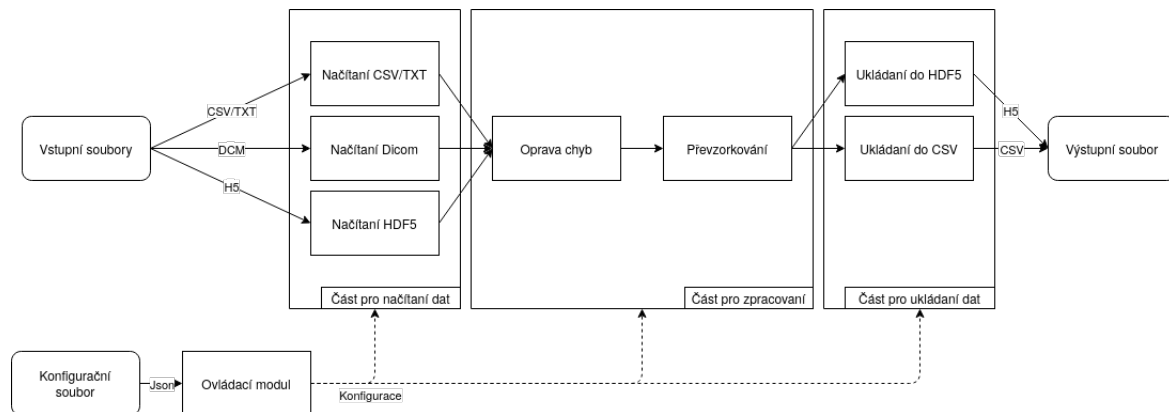 Načítaní CSV/TXT
Ukládaní do HDF5
CSV/TXT
H5
Vstupní soubory
DCM
Načítaní Dicom
Oprava chyb
Převzorkování
Ukládaní do CSV
CSV
Výstupní soubor
H5
Načítaní HDF5
Část pro načítaní dat
Část pro zpracovaní
Část pro ukládaní dat
Konfigurační
soubor
Json
Ovládací modul
Konfigurace